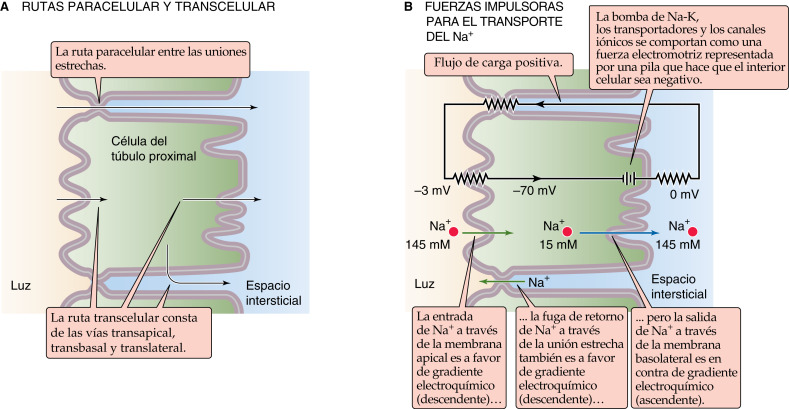 A RUTAS PARACELULAR Y TRANSCELULAR
La ruta paracelular entre las uniones
estrechas.
Célula del
túbulo proximal
Luz
Espacio
intersticial
La ruta transcelular consta
de las vías transapical,
transbasal y translateral.
B FUERZAS IMPULSORAS
PARA EL TRANSPORTE
DEL Na⁺
La bomba de Na-K,
los transportadores y los canales
iónicos se comportan como una
fuerza electromotriz representada
por una pila que hace que el interior
celular sea negativo.
Flujo de carga positiva.
–3 mV
–70 mV
0 mV
Na⁺
145 mM
Na⁺
15 mM
Na⁺
145 mM
Luz
Na⁺
Espacio
intersticial
La entrada
de Na⁺ a través
de la membrana
apical es a favor
de gradiente
electroquímico
(descendente)…
... la fuga de retorno
de Na⁺ a través
de la unión estrecha
también es a favor
de gradiente
electroquímico
(descendente)…
... pero la salida
de Na⁺ a través
de la membrana
basolateral es en
contra de gradiente
electroquímico
(ascendente).